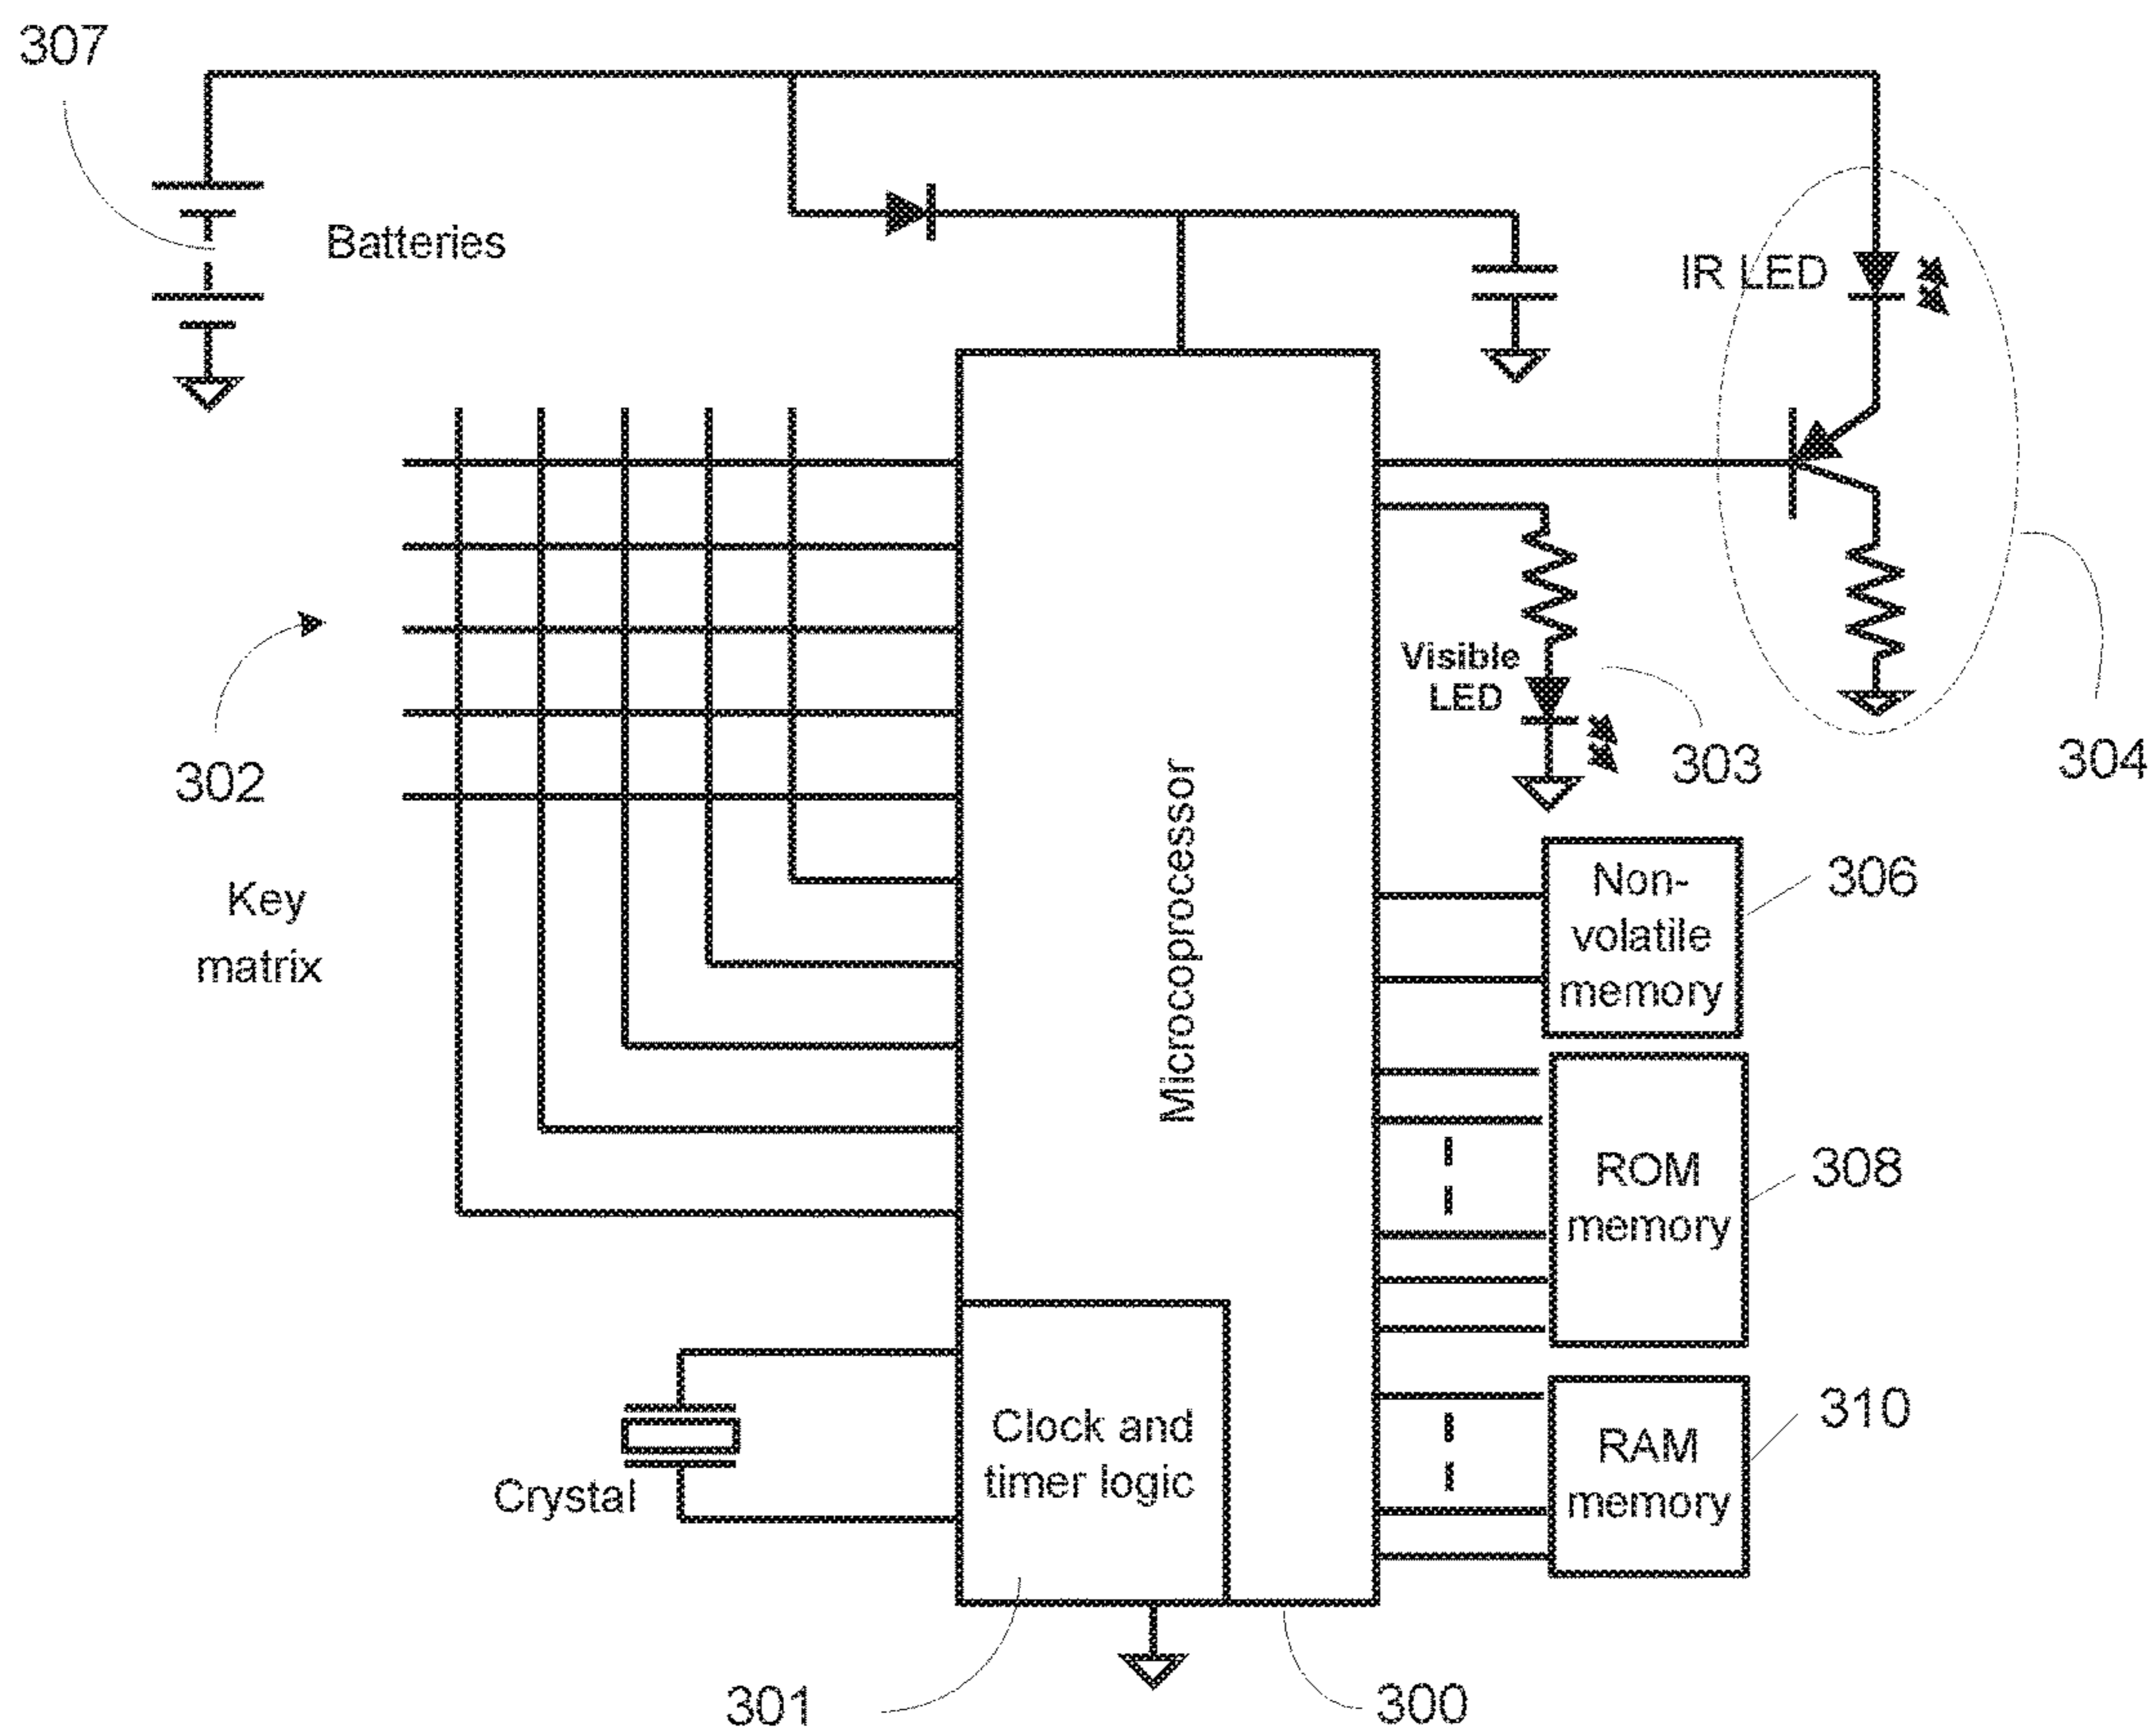 307
Batteries
IR LED
Visible
LED
303
304
302
Key
matrix
Microcoprocessor
Non-
volatile
memory
306
ROM
memory
308
RAM
memory
310
Clock and
timer logic
Crystal
301
300